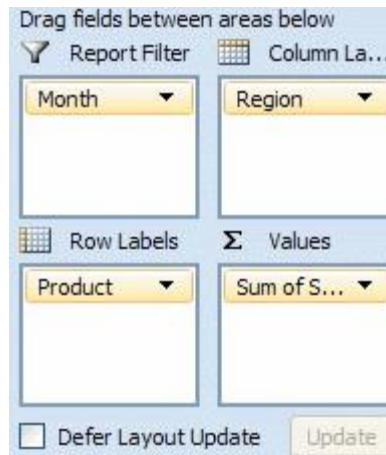 Drag fields between areas below
Report Filter
Column La...
Month
Region
Row Labels
Σ Values
Product
Sum of S...
Defer Layout Update
Update